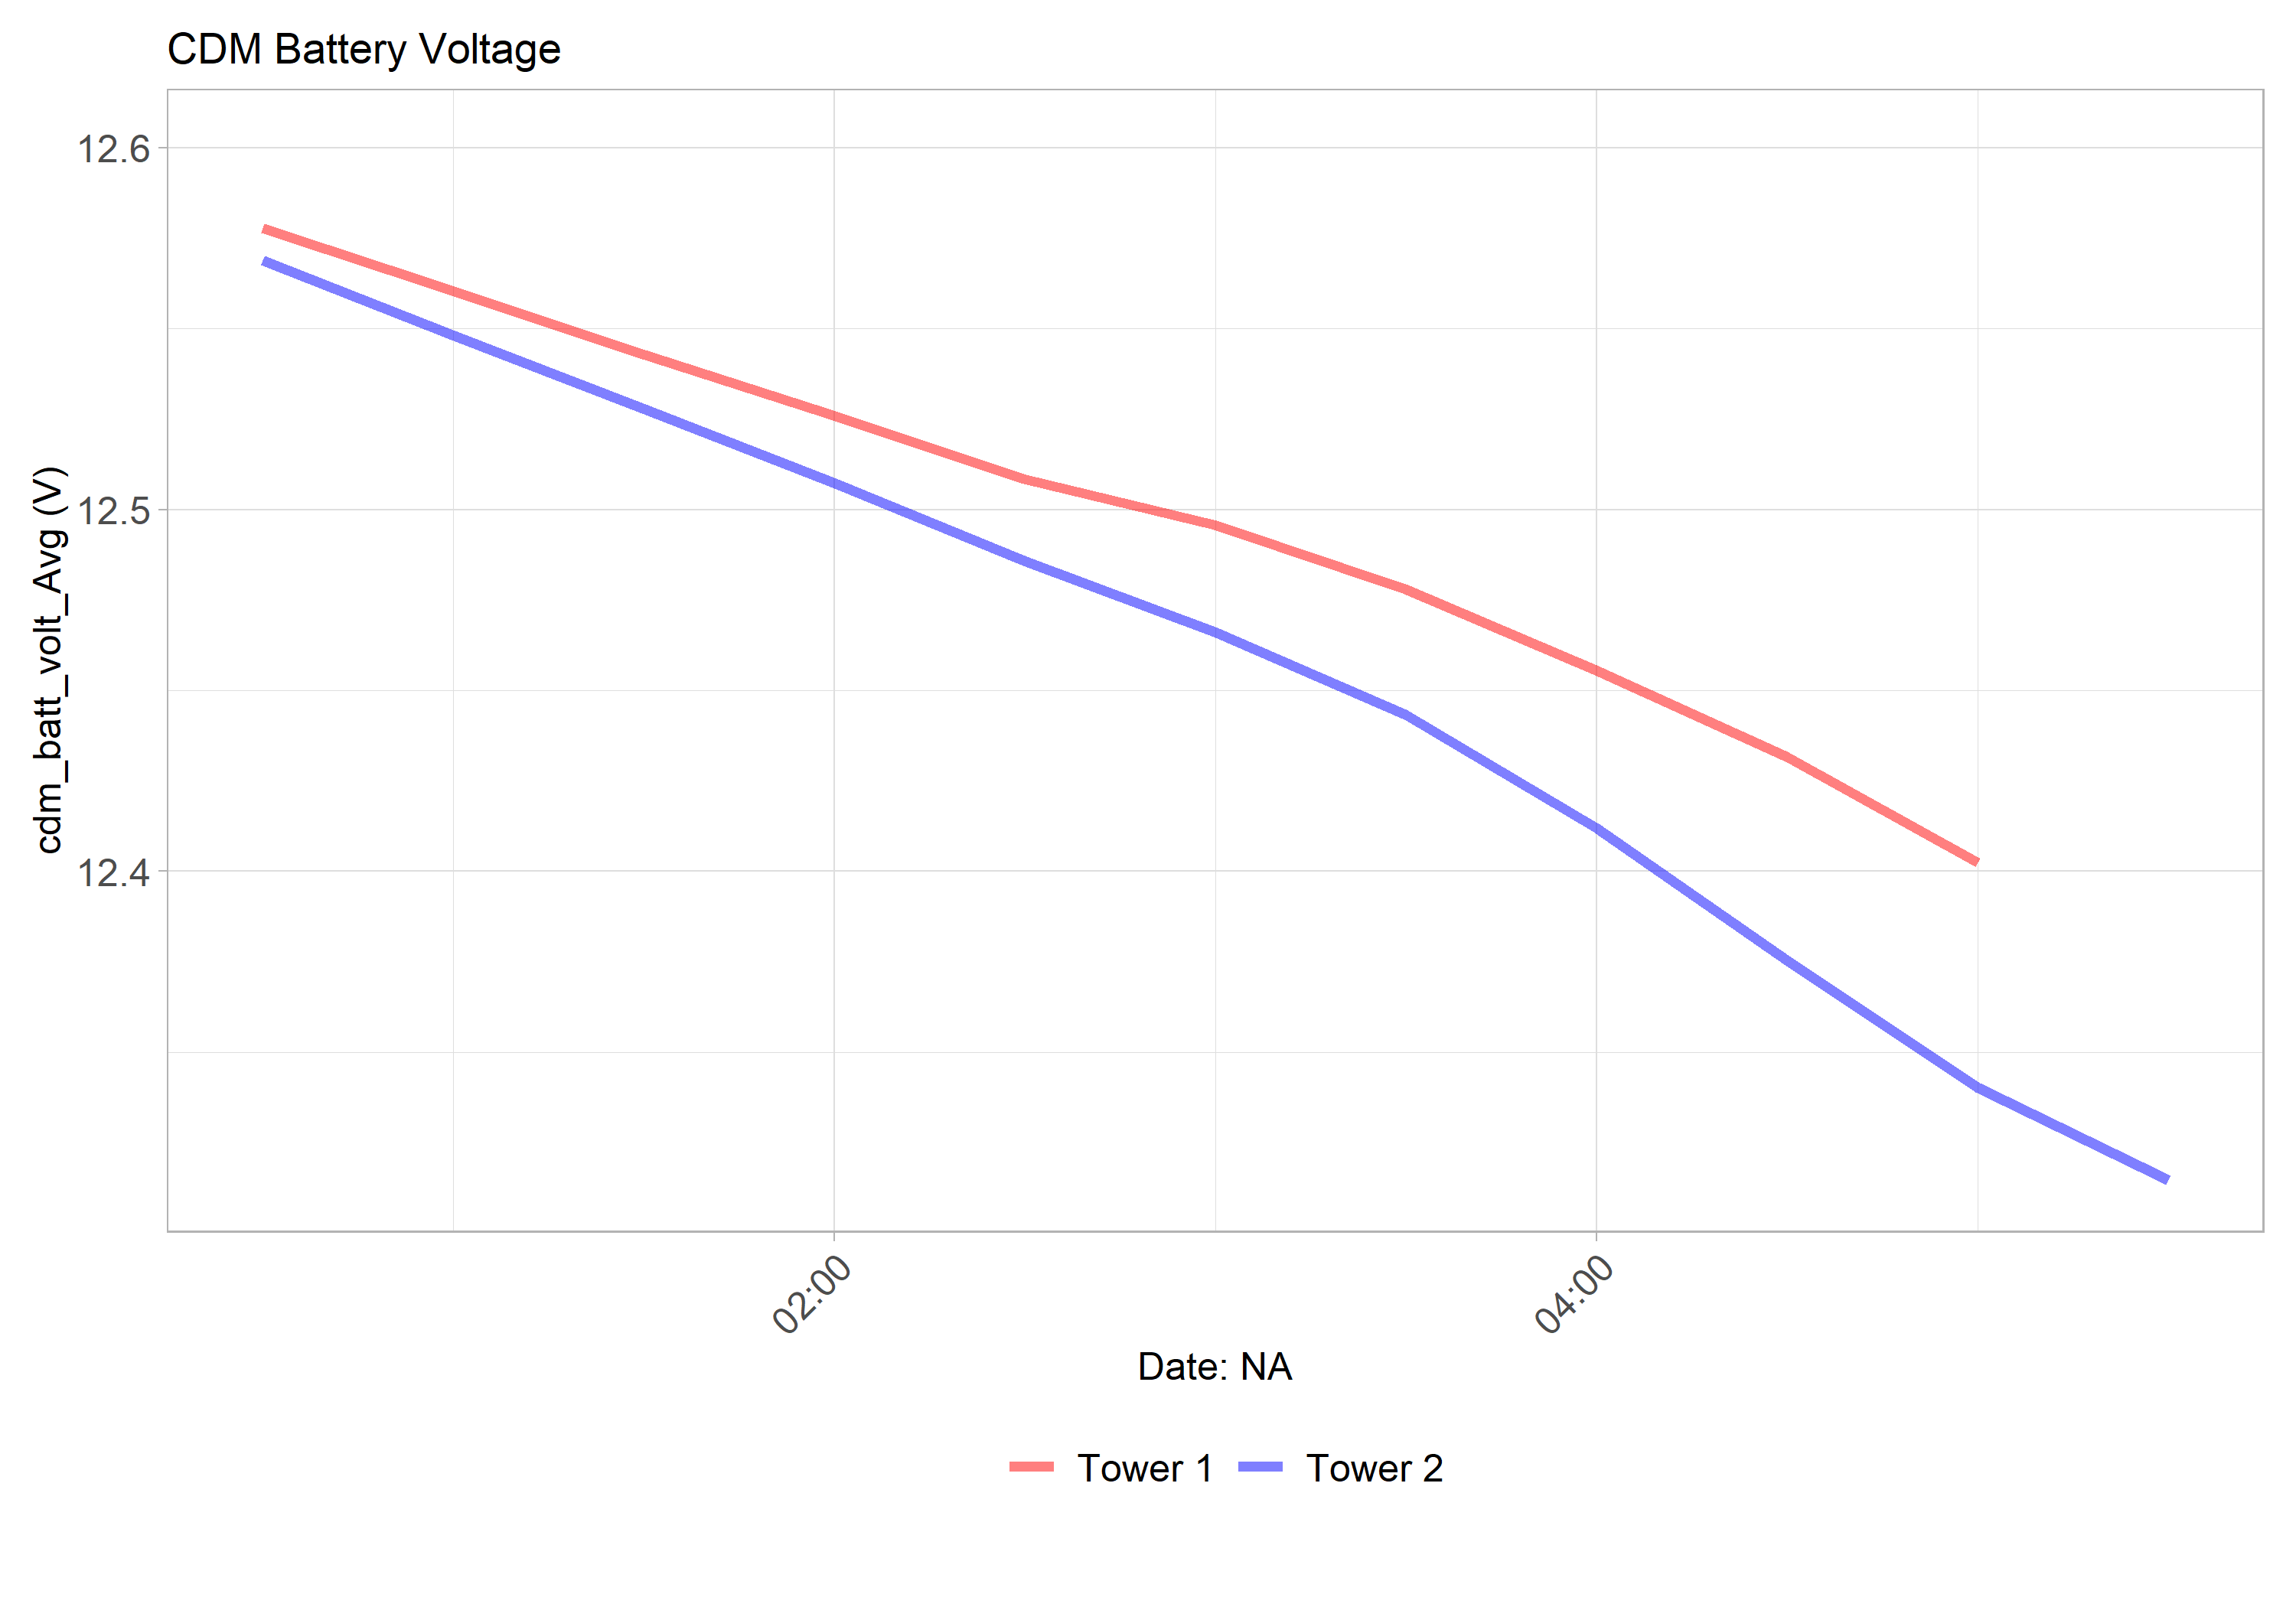 CDM Battery Voltage
cdm_batt_volt_Avg (V)
12.6
12.5
12.4
02:00
04:00
Date: NA
Tower 1
Tower 2